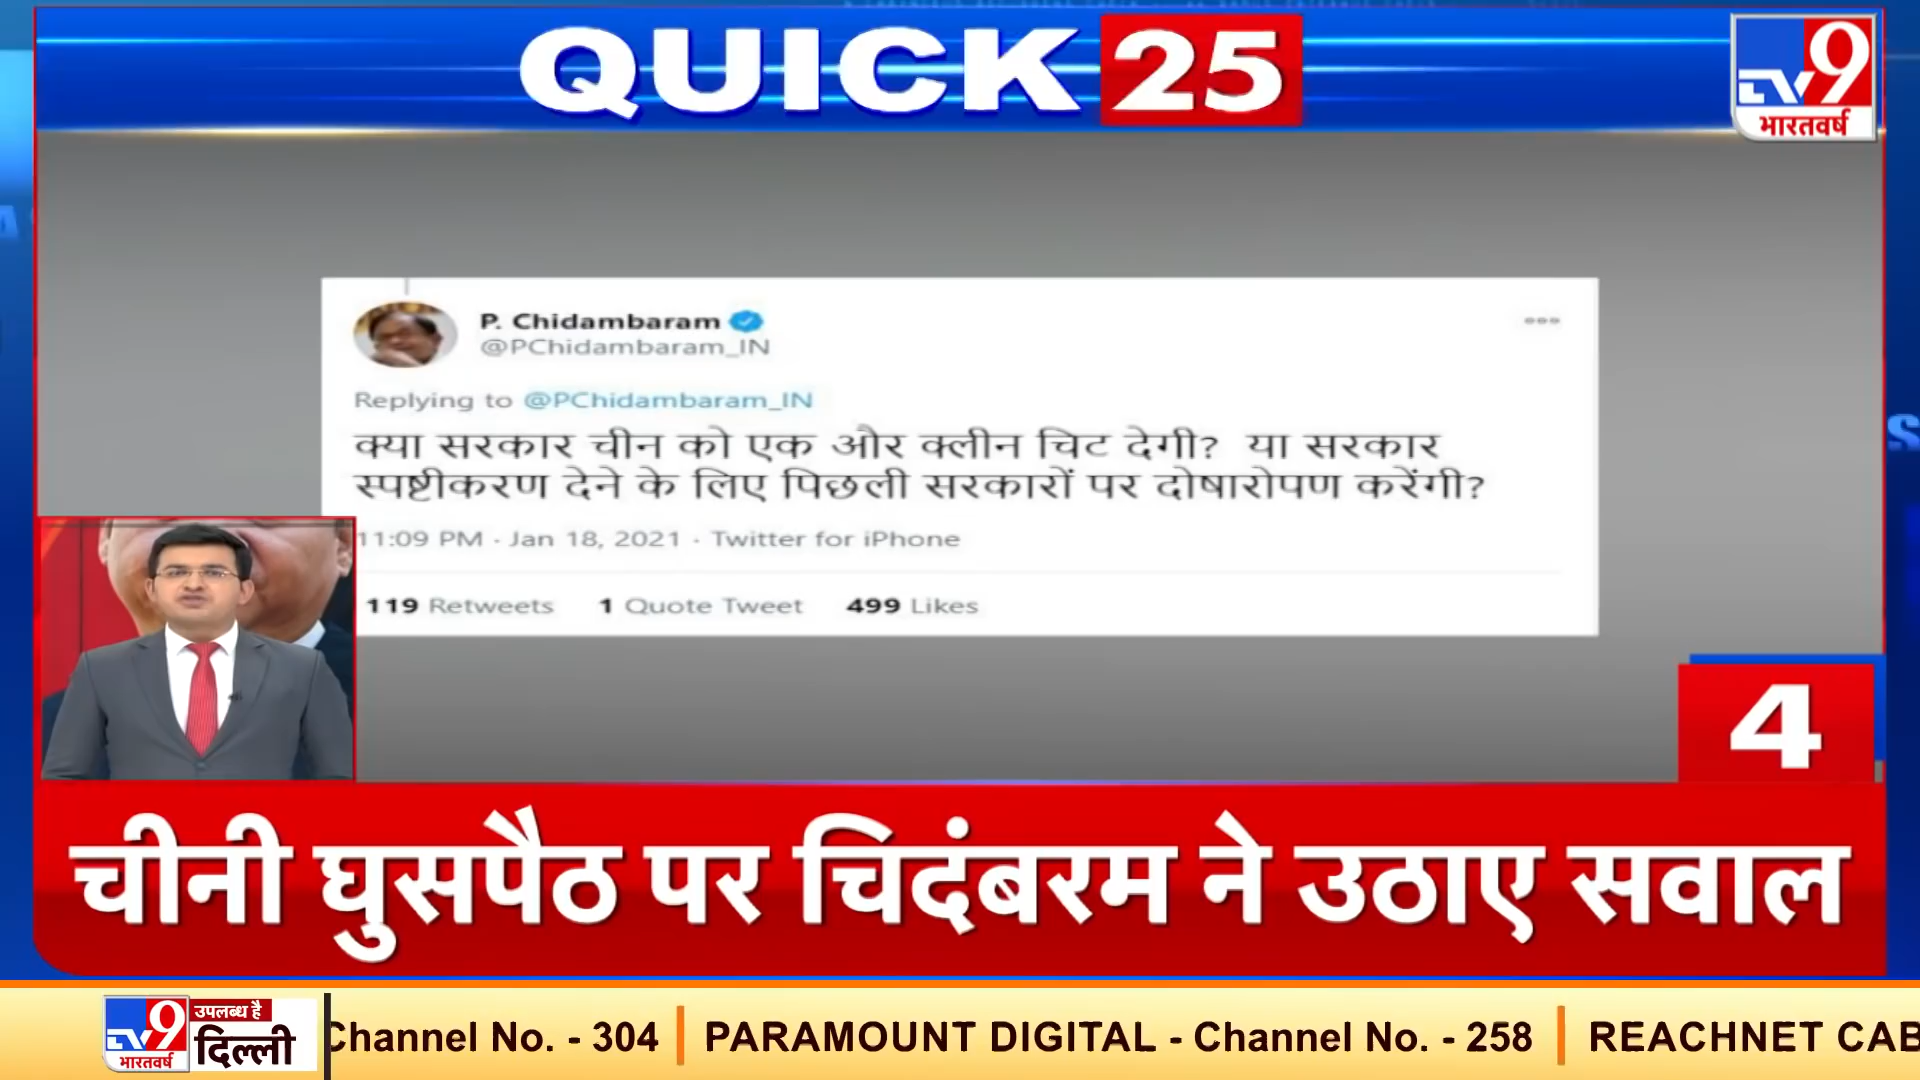 QUICK 25
TV9
भारतवर्ष
P. Chidambaram
@PChidambaram_IN
Replying to @PChidambaram_IN
क्या सरकार चीन को एक और क्लीन चिट देगी? या सरकार
स्पष्टीकरण देने के लिए पिछली सरकारों पर दोषारोपण करेंगी?
11:09 PM · Jan 18, 2021 · Twitter for iPhone
119 Retweets 1 Quote Tweet 499 Likes
4
चीनी घुसपैठ पर चिदंबरम ने उठाए सवाल
TV9
भारतवर्ष
उपलब्ध है
दिल्ली
Channel No. - 304 | PARAMOUNT DIGITAL - Channel No. - 258 | REACHNET CAB